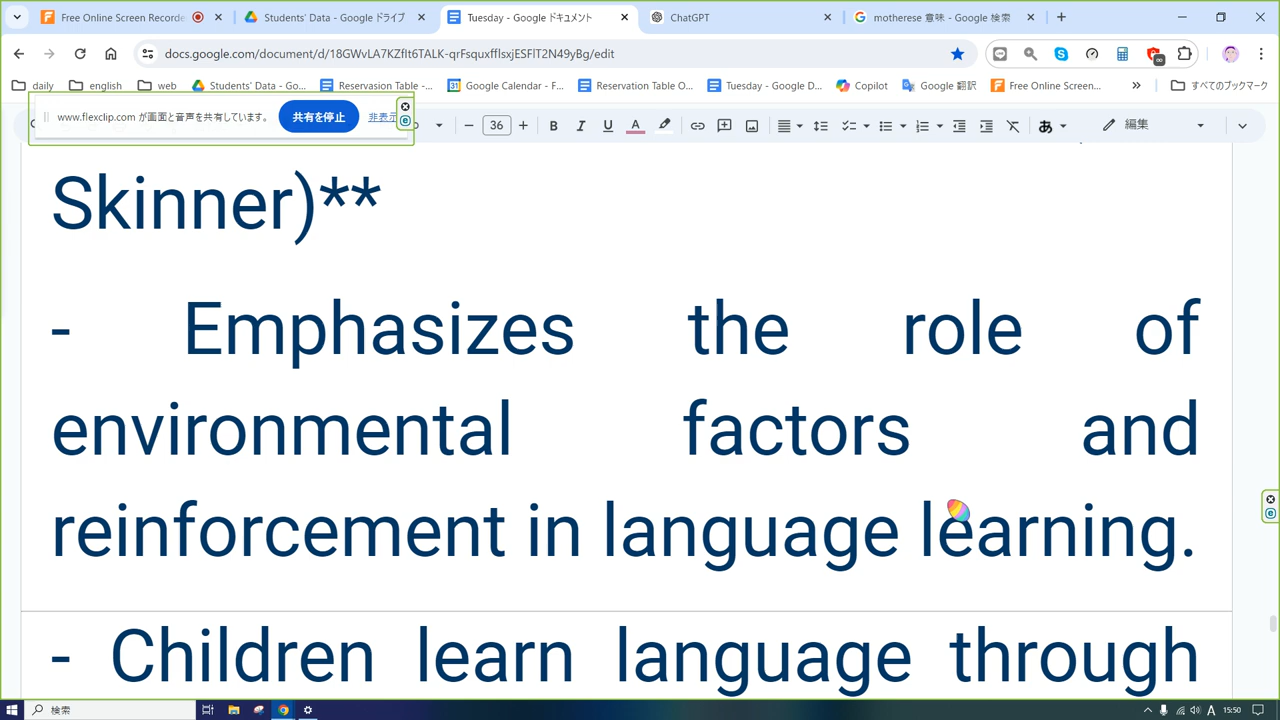 Free Online Screen Recorde
Students' Data - Google ドライブ
Tuesday - Google ドキュメント
ChatGPT
motherese 意味 - Google 検索
docs.google.com/document/d/18GWvLA7KZflt6TALK-qrFsquxfflsxjESFlT2N49yBg/edit
daily
english
web
Students' Data - Go...
Reservasion Table -...
Google Calendar - F...
Reservation Table O...
Tuesday - Google D...
Copilot
Google 翻訳
Free Online Screen...
すべてのブックマーク
www.flexclip.com が画面と音声を共有しています。
共有を停止
非表示
36
編集
Skinner)**
- Emphasizes the role of
environmental factors and
reinforcement in language learning.
- Children learn language through
検索
A
15:50